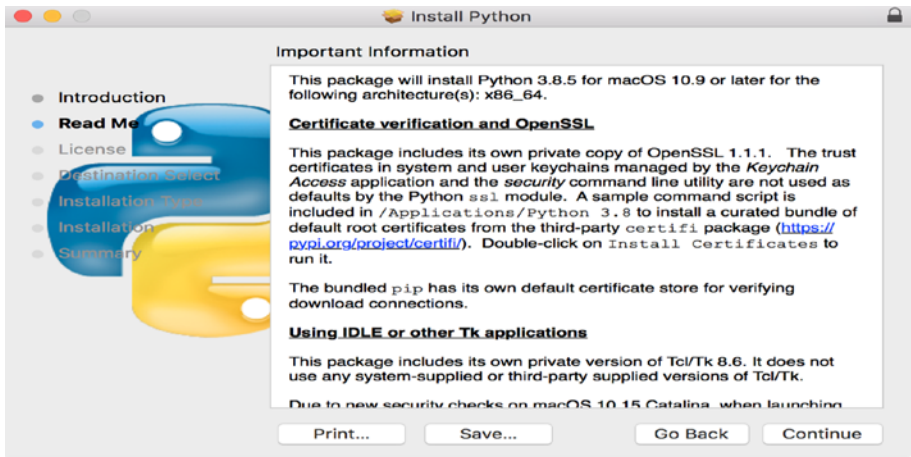 Install Python
Important Information
Introduction
Read Me
License
Destination Select
Installation Type
Installation
Summary
This package will install Python 3.8.5 for macOS 10.9 or later for the
following architecture(s): x86_64.
Certificate verification and OpenSSL
This package includes its own private copy of OpenSSL 1.1.1.  The trust
certificates in system and user keychains managed by the Keychain
Access application and the security command line utility are not used as
defaults by the Python ssl module.  A sample command script is
included in /Applications/Python 3.8 to install a curated bundle of
default root certificates from the third-party certifi package (https://
pypi.org/project/certifi/).  Double-click on Install Certificates to
run it.
The bundled pip has its own default certificate store for verifying
download connections.
Using IDLE or other Tk applications
This package includes its own private version of Tcl/Tk 8.6. It does not
use any system-supplied or third-party supplied versions of Tcl/Tk.
Due to new security checks on macOS 10.15 Catalina, when launching
Print...
Save...
Go Back
Continue